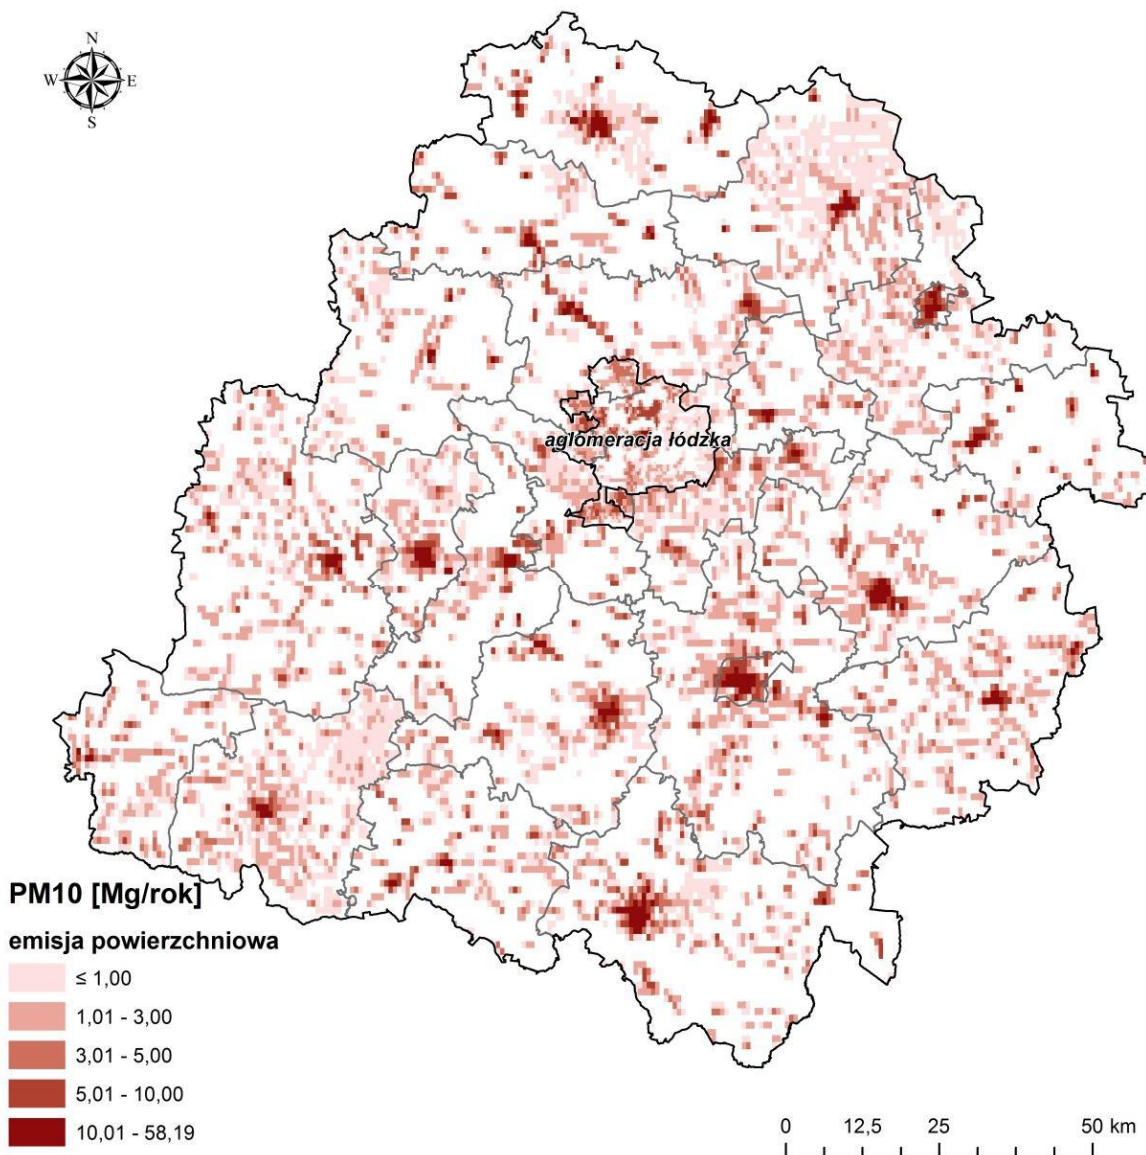 N
W E
S
aglomeracja łódzka
PM10 [Mg/rok]
emisja powierzchniowa
≤ 1,00
1,01 - 3,00
3,01 - 5,00
5,01 - 10,00
10,01 - 58,19
0 12,5 25 50 km